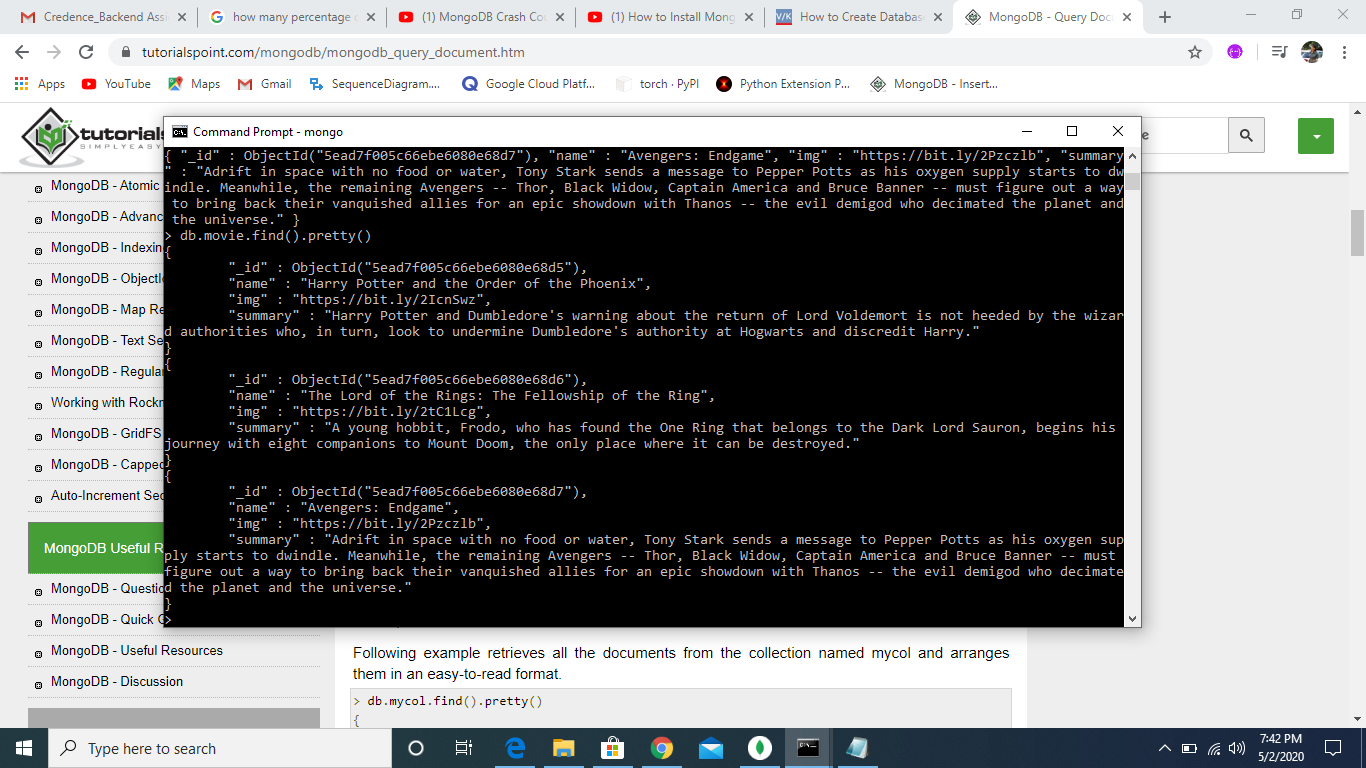 Credence_Backend Assi
how many percentage o
(1) MongoDB Crash Cou
(1) How to Install Mong
How to Create Database
MongoDB - Query Docu
tutorialspoint.com/mongodb/mongodb_query_document.htm
Apps
YouTube
Maps
Gmail
SequenceDiagram....
Google Cloud Platf...
torch · PyPI
Python Extension P...
MongoDB - Insert...
tutorials
SIMPLYEASY
Command Prompt - mongo
{ "_id" : ObjectId("5ead7f005c66ebe6080e68d7"), "name" : "Avengers: Endgame", "img" : "https://bit.ly/2Pzczlb", "summary
" : "Adrift in space with no food or water, Tony Stark sends a message to Pepper Potts as his oxygen supply starts to dw
indle. Meanwhile, the remaining Avengers -- Thor, Black Widow, Captain America and Bruce Banner -- must figure out a way
to bring back their vanquished allies for an epic showdown with Thanos -- the evil demigod who decimated the planet and
the universe." }
> db.movie.find().pretty()
{
"_id" : ObjectId("5ead7f005c66ebe6080e68d5"),
"name" : "Harry Potter and the Order of the Phoenix",
"img" : "https://bit.ly/2IcnSwz",
"summary" : "Harry Potter and Dumbledore's warning about the return of Lord Voldemort is not heeded by the wizar
d authorities who, in turn, look to undermine Dumbledore's authority at Hogwarts and discredit Harry."
}
{
"_id" : ObjectId("5ead7f005c66ebe6080e68d6"),
"name" : "The Lord of the Rings: The Fellowship of the Ring",
"img" : "https://bit.ly/2tC1Lcg",
"summary" : "A young hobbit, Frodo, who has found the One Ring that belongs to the Dark Lord Sauron, begins his
journey with eight companions to Mount Doom, the only place where it can be destroyed."
}
{
"_id" : ObjectId("5ead7f005c66ebe6080e68d7"),
"name" : "Avengers: Endgame",
"img" : "https://bit.ly/2Pzczlb",
"summary" : "Adrift in space with no food or water, Tony Stark sends a message to Pepper Potts as his oxygen sup
ply starts to dwindle. Meanwhile, the remaining Avengers -- Thor, Black Widow, Captain America and Bruce Banner -- must
figure out a way to bring back their vanquished allies for an epic showdown with Thanos -- the evil demigod who decimate
d the planet and the universe."
}
>
MongoDB - Atomic
MongoDB - Advanc
MongoDB - Indexin
MongoDB - ObjectId
MongoDB - Map Re
MongoDB - Text Se
MongoDB - Regular
Working with Rockm
MongoDB - GridFS
MongoDB - Capped
Auto-Increment Seq
MongoDB Useful R
MongoDB - Questio
MongoDB - Quick G
MongoDB - Useful Resources
MongoDB - Discussion
Following example retrieves all the documents from the collection named mycol and arranges
them in an easy-to-read format.
> db.mycol.find().pretty()
{
Type here to search
7:42 PM
5/2/2020